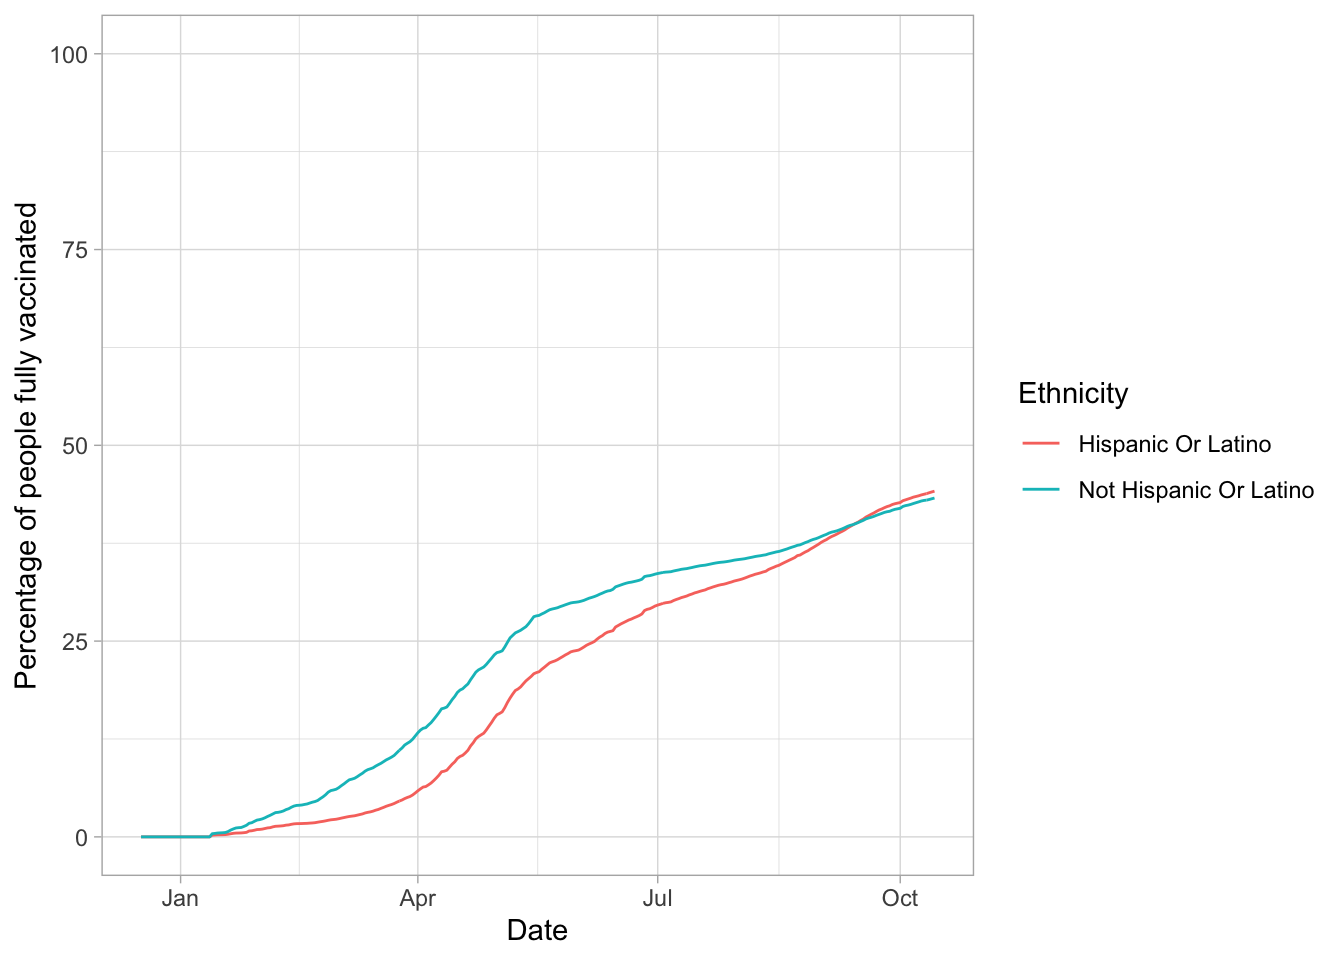 Percentage of people fully vaccinated
100
75
50
25
0
Jan
Apr
Jul
Oct
Date
Ethnicity
Hispanic Or Latino
Not Hispanic Or Latino